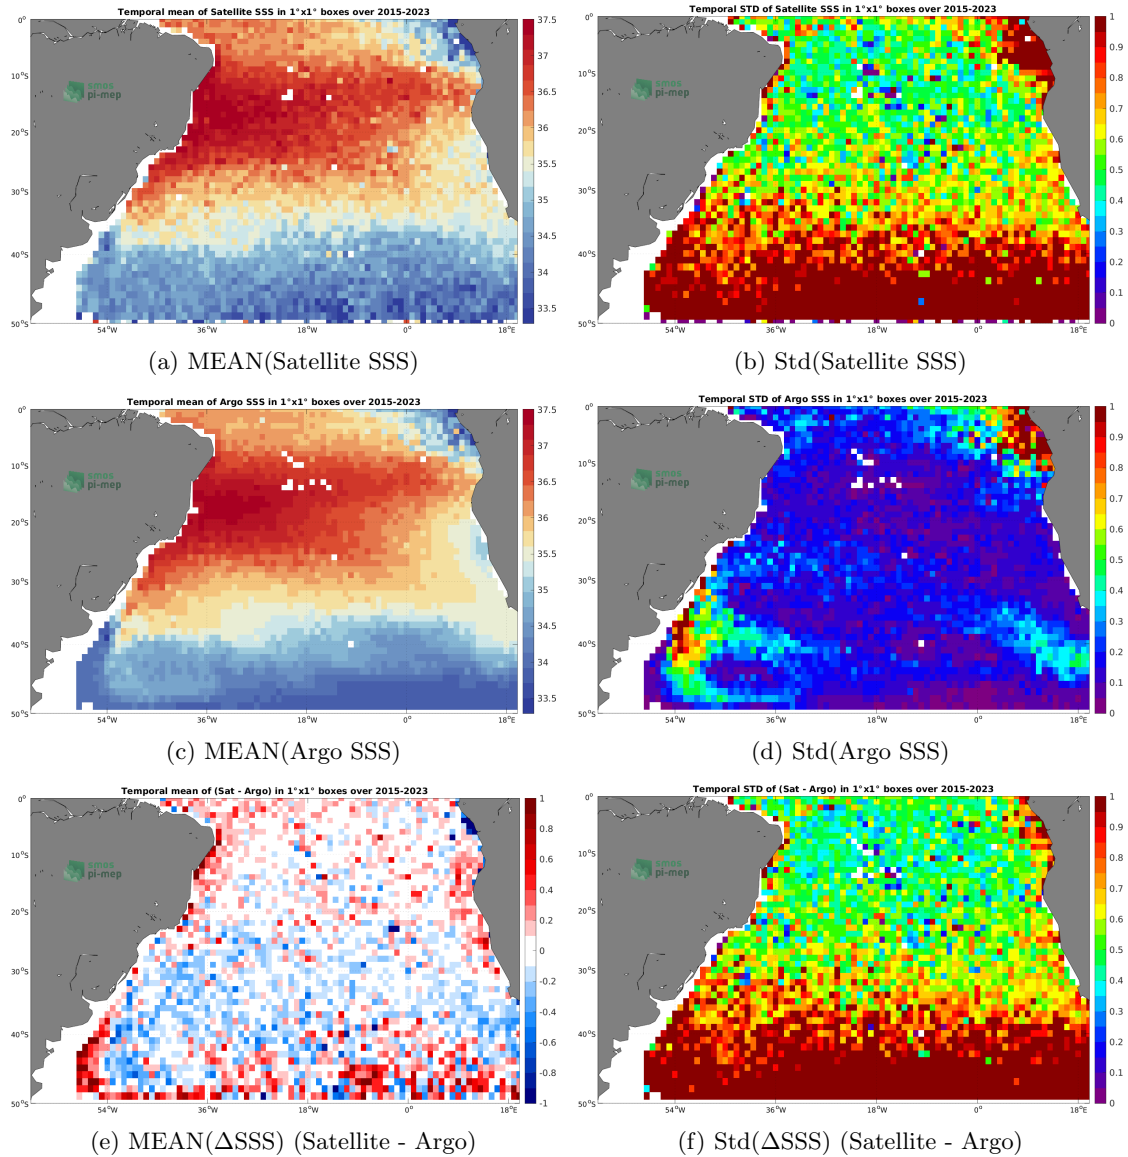 Temporal mean of Satellite SSS in 1°x1° boxes over 2015-2023
0°
10°S
20°S
30°S
40°S
50°S
54°W 36°W 18°W 0° 18°E
37.5
37
36.5
36
35.5
35
34.5
34
33.5
smos
pi-mep
(a) MEAN(Satellite SSS)
Temporal STD of Satellite SSS in 1°x1° boxes over 2015-2023
0°
10°S
20°S
30°S
40°S
50°S
54°W 36°W 18°W 0° 18°E
1
0.9
0.8
0.7
0.6
0.5
0.4
0.3
0.2
0.1
0
smos
pi-mep
(b) Std(Satellite SSS)
Temporal mean of Argo SSS in 1°x1° boxes over 2015-2023
0°
10°S
20°S
30°S
40°S
50°S
54°W 36°W 18°W 0° 18°E
37.5
37
36.5
36
35.5
35
34.5
34
33.5
smos
pi-mep
(c) MEAN(Argo SSS)
Temporal STD of Argo SSS in 1°x1° boxes over 2015-2023
0°
10°S
20°S
30°S
40°S
50°S
54°W 36°W 18°W 0° 18°E
1
0.9
0.8
0.7
0.6
0.5
0.4
0.3
0.2
0.1
0
smos
pi-mep
(d) Std(Argo SSS)
Temporal mean of (Sat - Argo) in 1°x1° boxes over 2015-2023
0°
10°S
20°S
30°S
40°S
50°S
54°W 36°W 18°W 0° 18°E
1
0.8
0.6
0.4
0.2
0
-0.2
-0.4
-0.6
-0.8
-1
smos
pi-mep
(e) MEAN(ΔSSS) (Satellite - Argo)
Temporal STD of (Sat - Argo) in 1°x1° boxes over 2015-2023
0°
10°S
20°S
30°S
40°S
50°S
54°W 36°W 18°W 0° 18°E
1
0.9
0.8
0.7
0.6
0.5
0.4
0.3
0.2
0.1
0
smos
pi-mep
(f) Std(ΔSSS) (Satellite - Argo)